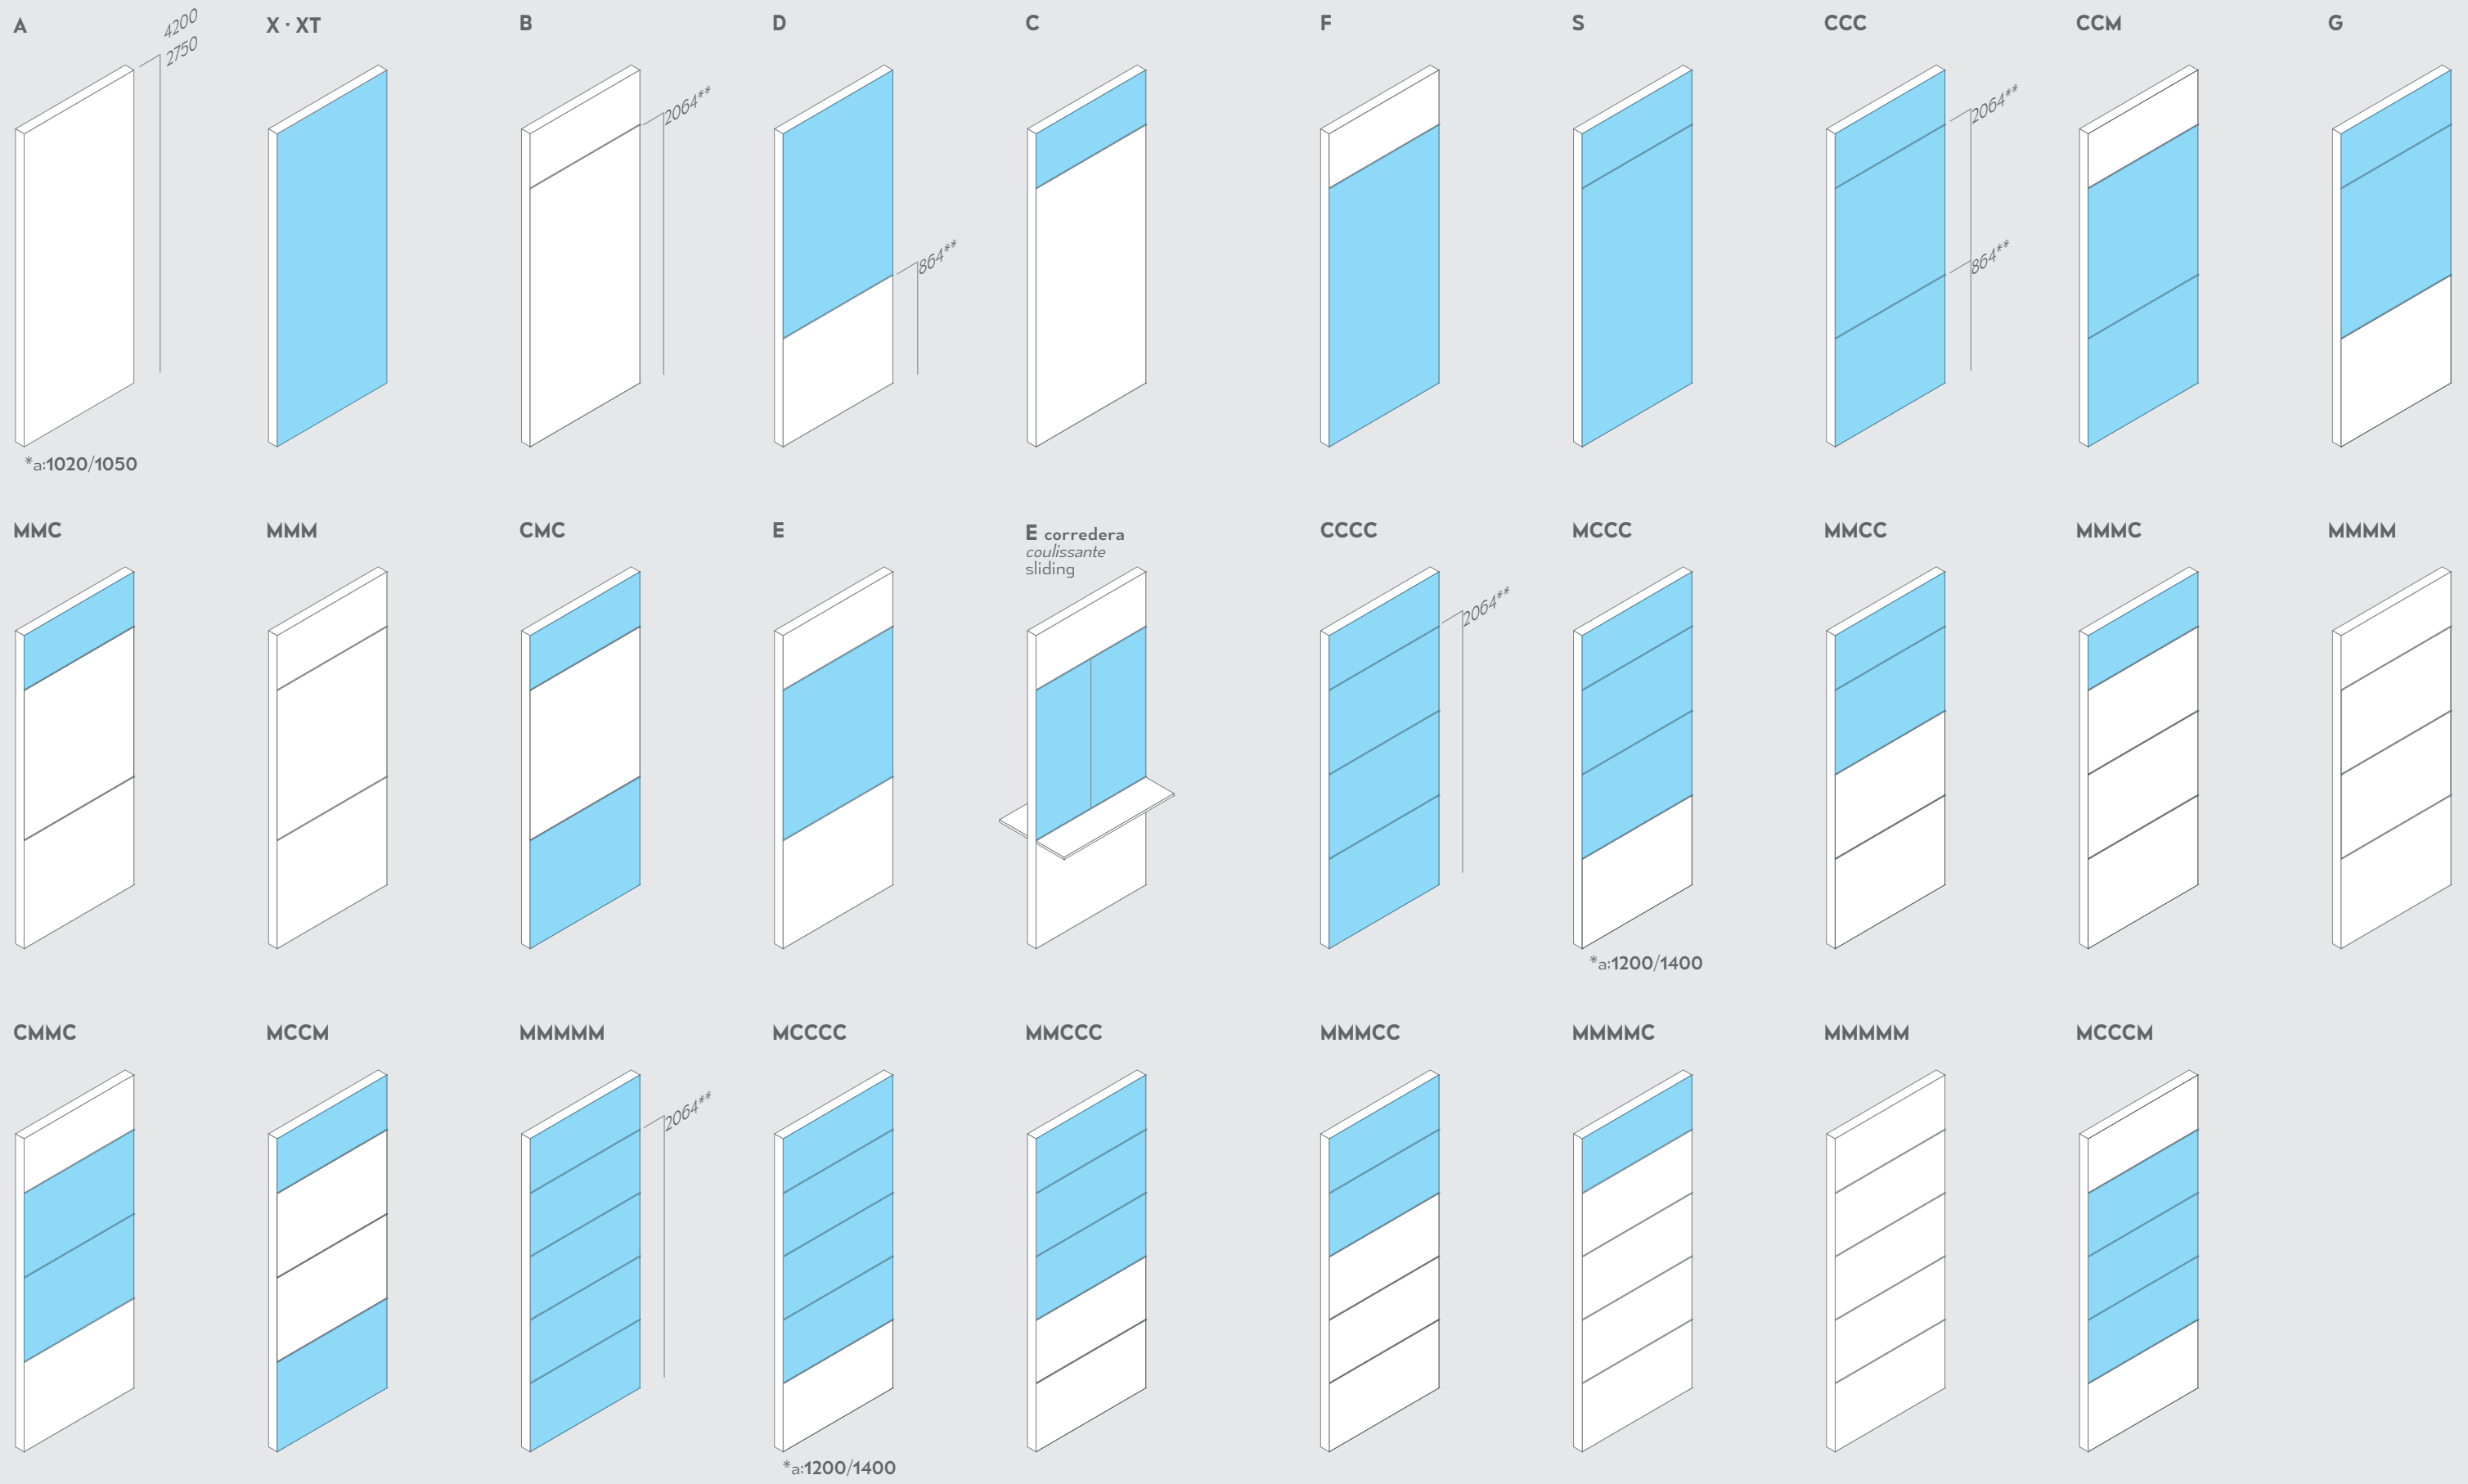 A
4200
2750
X · XT
B
2064**
D
864**
C
F
S
CCC
2064**
864**
CCM
G
*a:1020/1050
MMC
MMM
CMC
E
E corredera
coulissante
sliding
CCCC
2064**
MCCC
MMCC
MMMC
MMMM
*a:1200/1400
CMMC
MCCM
MMMMM
2064**
MCCCC
MMCCC
MMMCC
MMMMC
MMMMM
MCCCM
*a:1200/1400